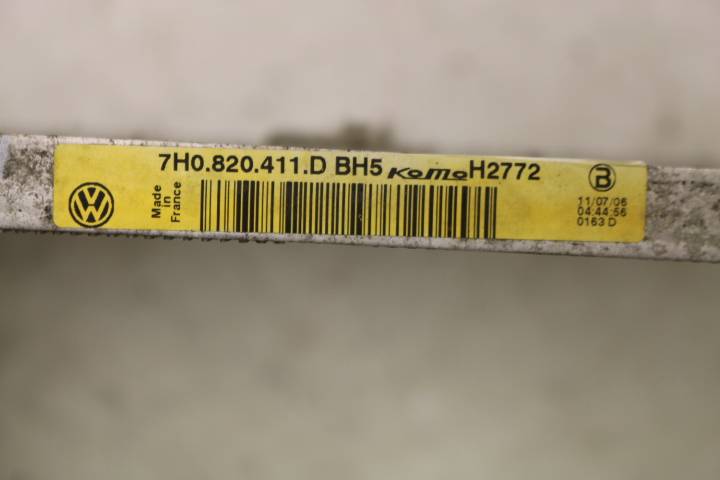 7H0.820.411.D BH5 KOMO H2772
VW
Made
in
France
B
11/07/06
04:44:56
0163 D